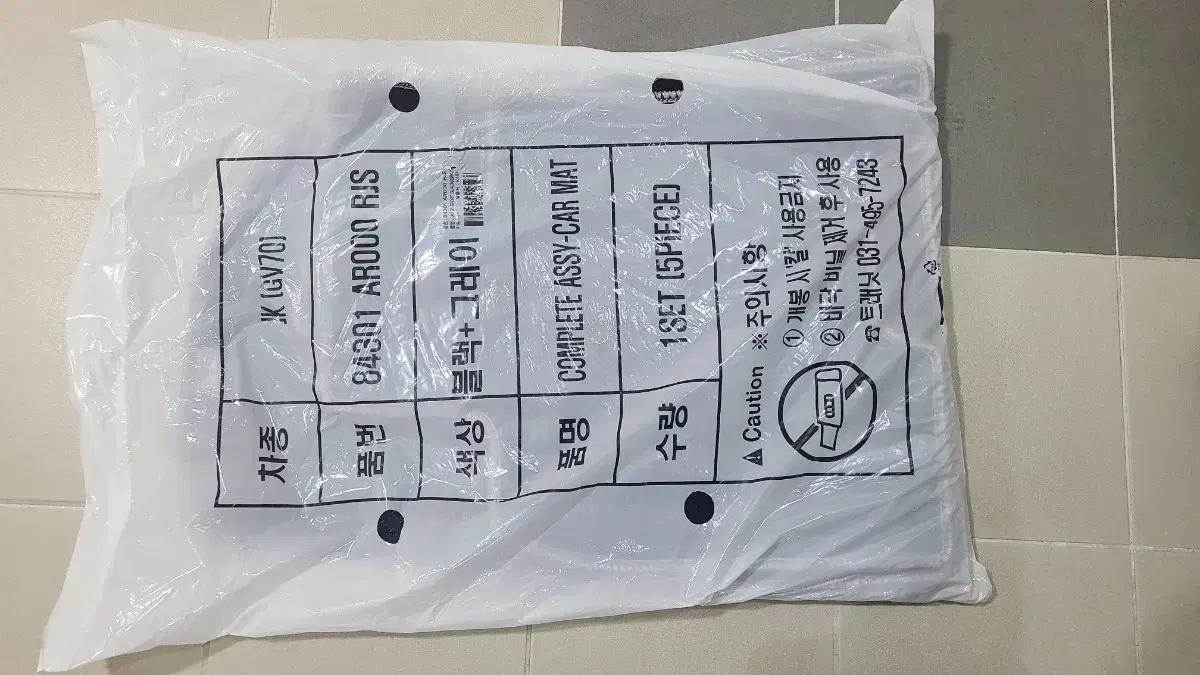 차종 JK (GV70)
품번 84301 AR000 RJS
색상 블랙+그레이
품명 COMPLETE ASSY-CAR MAT
수량 1SET (5PIECE)
Caution ※ 주의사항
① 개봉 시 '칼' 사용금지
② 바닥 비닐 제거 후 사용
☎ 트래닛 031-495-7243